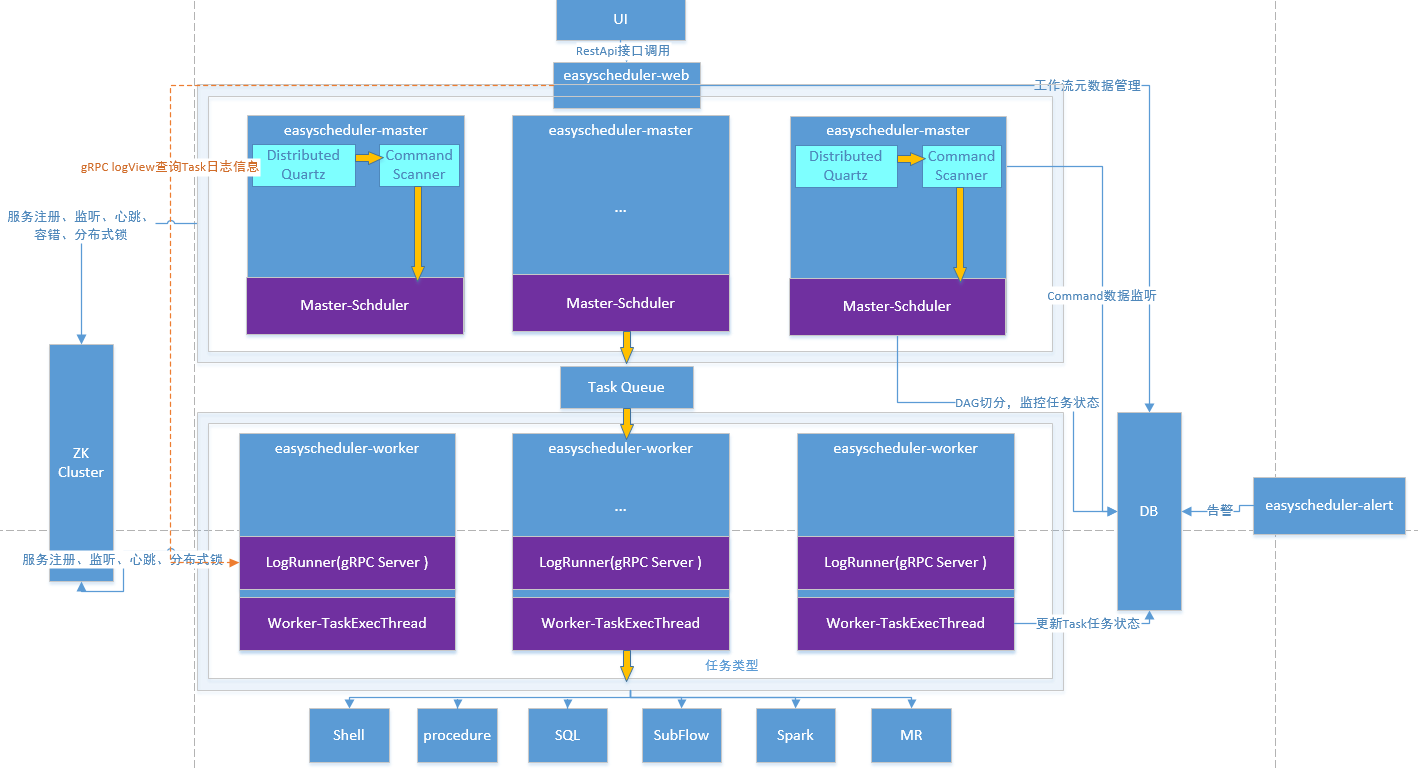 UI
RestApi接口调用
easyscheduler-web
工作流元数据管理
easyscheduler-master
easyscheduler-master
easyscheduler-master
Distributed
Quartz
Command
Scanner
Distributed
Quartz
Command
Scanner
gRPC logView查询Task日志信息
...
服务注册、监听、心跳、
容错、分布式锁
Master-Schduler
Master-Schduler
Master-Schduler
Command数据监听
Task Queue
DAG切分，监控任务状态
ZK
Cluster
easyscheduler-worker
easyscheduler-worker
easyscheduler-worker
...
DB
告警
easyscheduler-alert
服务注册、监听、心跳、分布式锁
LogRunner(gRPC Server )
LogRunner(gRPC Server )
LogRunner(gRPC Server )
Worker-TaskExecThread
Worker-TaskExecThread
Worker-TaskExecThread
更新Task任务状态
任务类型
Shell
procedure
SQL
SubFlow
Spark
MR